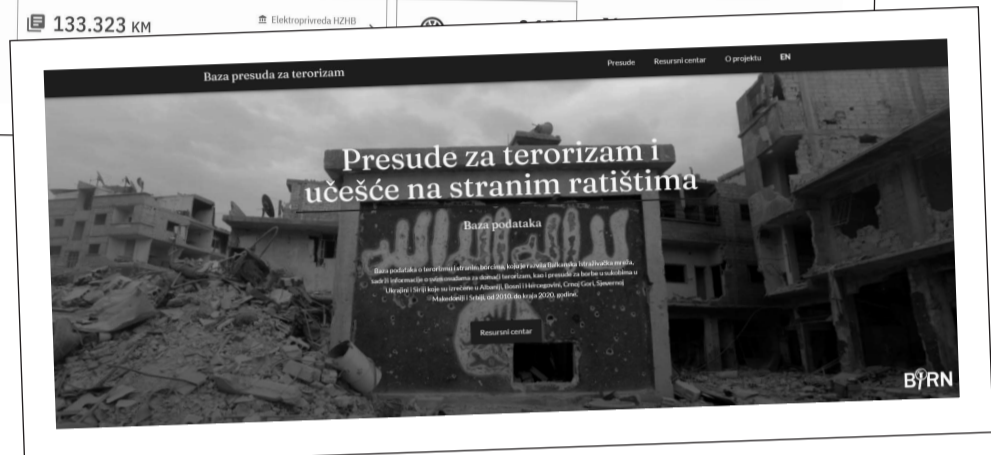 133.323 KM
Elektroprivreda HZHB
Baza presuda za terorizam
Presude
Resursni centar
O projektu
EN
Presude za terorizam i
učešće na stranim ratištima
Baza podataka
Baza podataka o terorizmu i stranim borcima, koju je razvila Balkanska istraživačka mreža,
sadrži informacije o optuženima za domaći terorizam, kao i presude za borbe u sukobima u
Ukrajini i Siriji koje su izrečene u Albaniji, Bosni i Hercegovini, Crnoj Gori, Sjevernoj
Makedoniji i Srbiji, od 2010. do kraja 2020. godine.
Resursni centar
BIRN